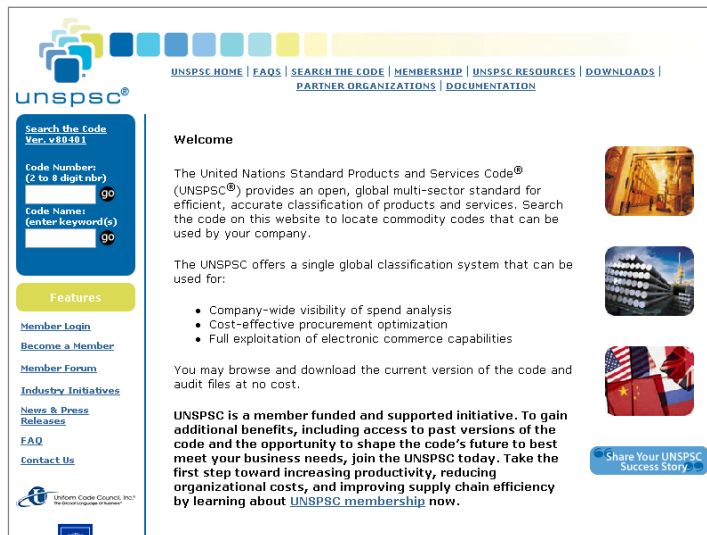 unspsc®
UNSPSC HOME | FAQS | SEARCH THE CODE | MEMBERSHIP | UNSPSC RESOURCES | DOWNLOADS |
PARTNER ORGANIZATIONS | DOCUMENTATION
Search the Code
Ver. v80401
Code Number:
(2 to 8 digit nbr)
go
Code Name:
(enter keyword(s)
go
Features
Member Login
Become a Member
Member Forum
Industry Initiatives
News & Press
Releases
FAQ
Contact Us
Uniform Code Council, Inc.®
The Global Language of Business®
Welcome
The United Nations Standard Products and Services Code®
(UNSPSC®) provides an open, global multi-sector standard for
efficient, accurate classification of products and services. Search
the code on this website to locate commodity codes that can be
used by your company.
The UNSPSC offers a single global classification system that can be
used for:
• Company-wide visibility of spend analysis
• Cost-effective procurement optimization
• Full exploitation of electronic commerce capabilities
You may browse and download the current version of the code and
audit files at no cost.
UNSPSC is a member funded and supported initiative. To gain
additional benefits, including access to past versions of the
code and the opportunity to shape the code's future to best
meet your business needs, join the UNSPSC today. Take the
first step toward increasing productivity, reducing
organizational costs, and improving supply chain efficiency
by learning about UNSPSC membership now.
Share Your UNSPSC
Success Story